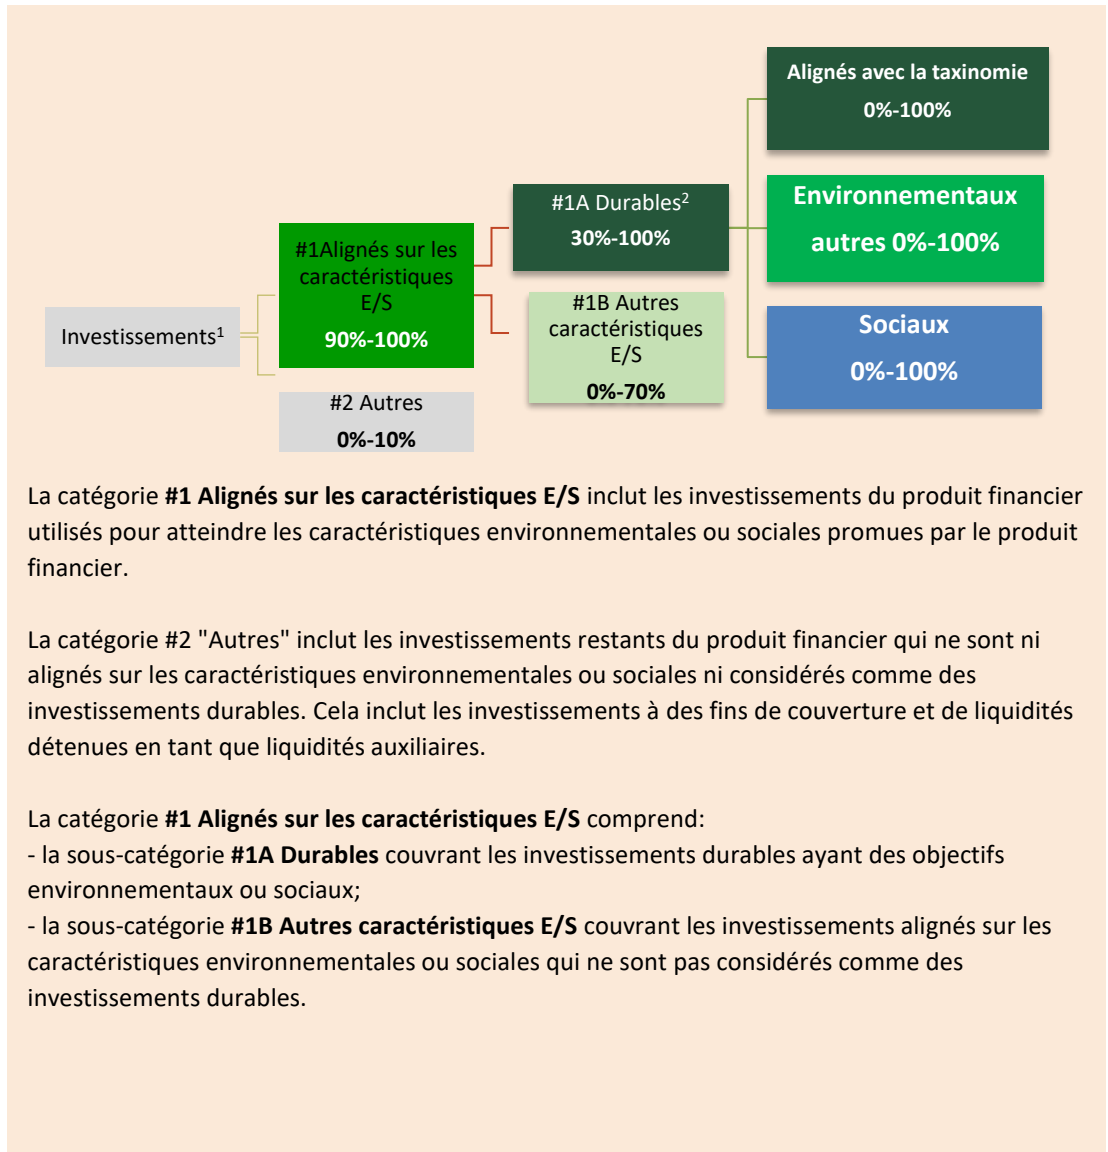 Investissements1
#1Alignés sur les
caractéristiques
E/S
90%-100%
#2 Autres
0%-10%
#1A Durables2
30%-100%
#1B Autres
caractéristiques
E/S
0%-70%
Alignés avec la taxinomie
0%-100%
Environnementaux
autres 0%-100%
Sociaux
0%-100%
La catégorie #1 Alignés sur les caractéristiques E/S inclut les investissements du produit financier
utilisés pour atteindre les caractéristiques environnementales ou sociales promues par le produit
financier.
La catégorie #2 "Autres" inclut les investissements restants du produit financier qui ne sont ni
alignés sur les caractéristiques environnementales ou sociales ni considérés comme des
investissements durables. Cela inclut les investissements à des fins de couverture et de liquidités
détenues en tant que liquidités auxiliaires.
La catégorie #1 Alignés sur les caractéristiques E/S comprend:
- la sous-catégorie #1A Durables couvrant les investissements durables ayant des objectifs
environnementaux ou sociaux;
- la sous-catégorie #1B Autres caractéristiques E/S couvrant les investissements alignés sur les
caractéristiques environnementales ou sociales qui ne sont pas considérés comme des
investissements durables.